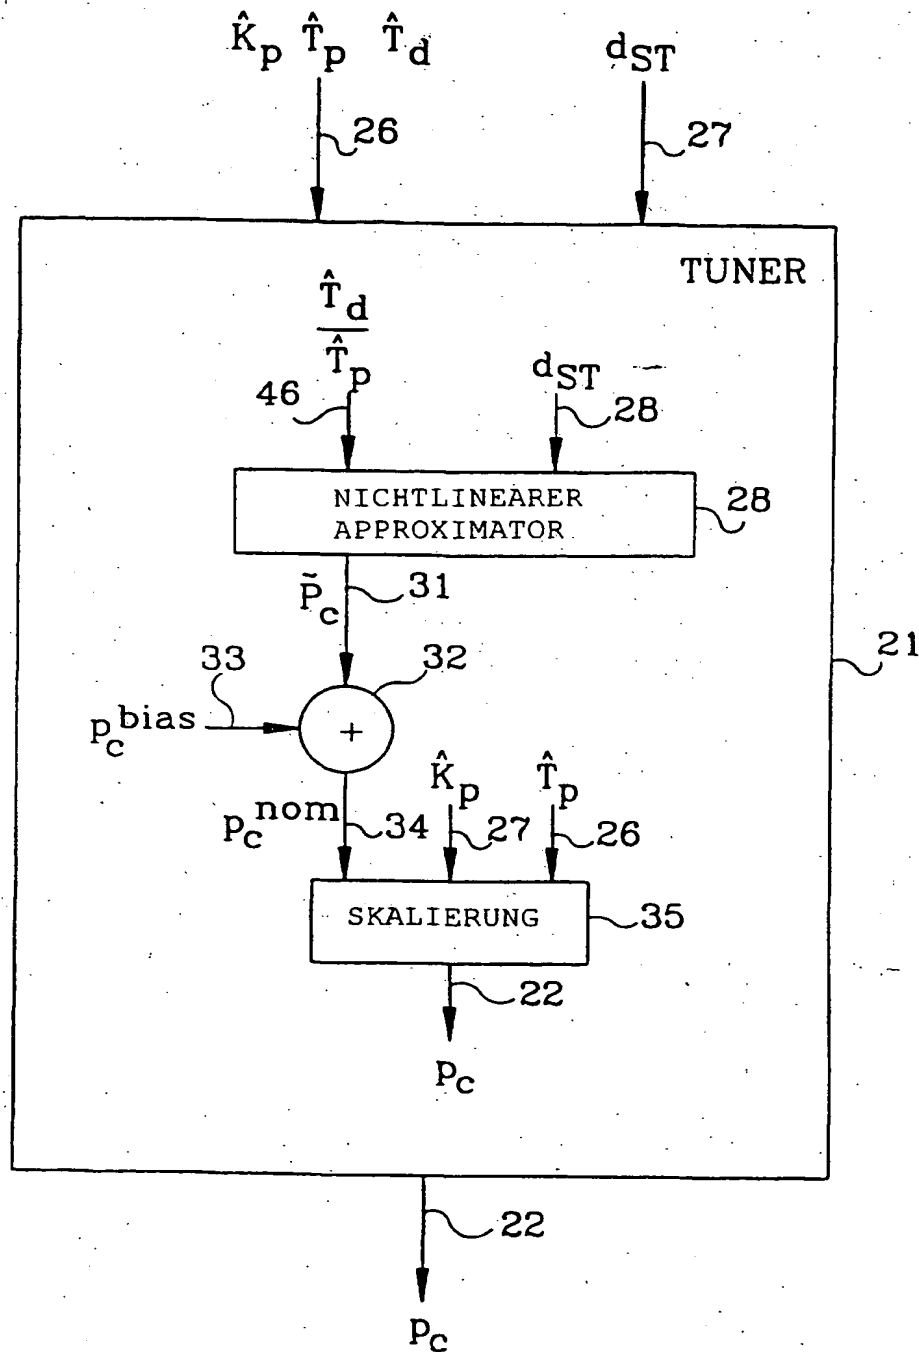 K̂p T̂p T̂d
dST
26
27
TUNER
T̂d
T̂p
dST
46
28
NICHTLINEARER
APPROXIMATOR
28
P̃c
31
21
33
32
pc bias
+
K̂p
T̂p
pc nom
34
27
26
SKALIERUNG
35
22
pc
22
pc